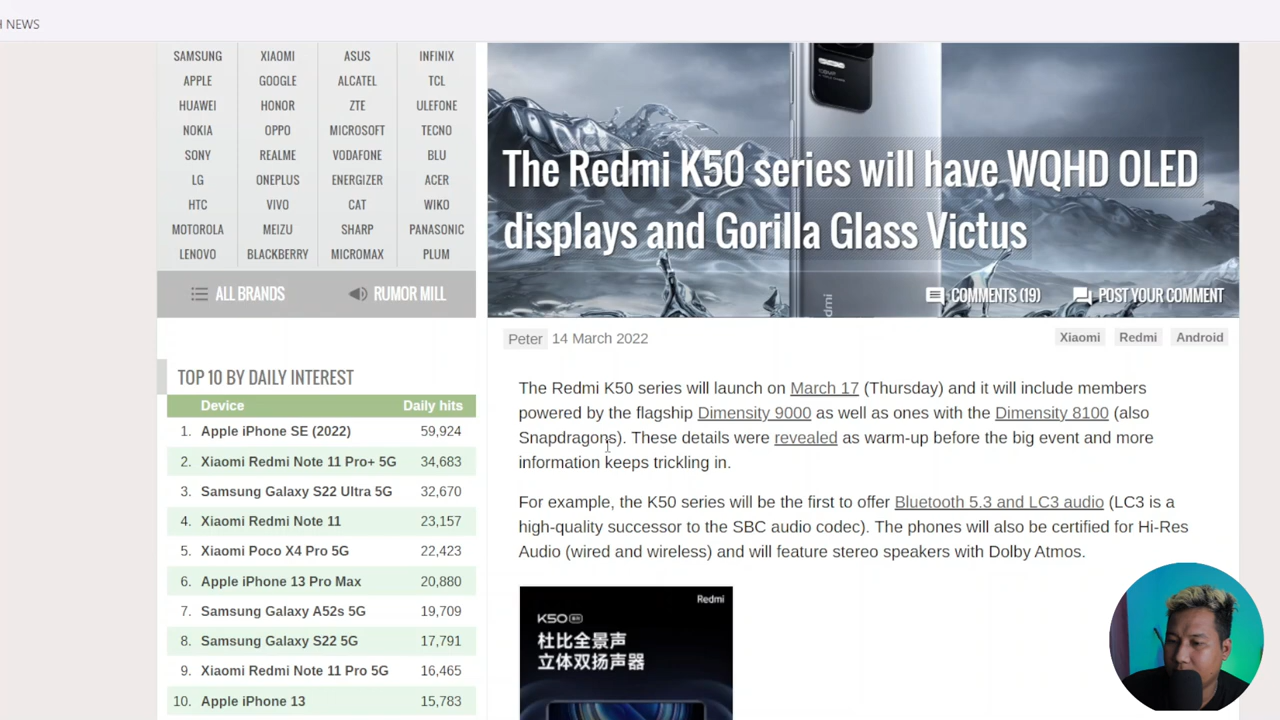 H NEWS
SAMSUNG XIAOMI ASUS INFINIX
APPLE GOOGLE ALCATEL TCL
HUAWEI HONOR ZTE ULEFONE
NOKIA OPPO MICROSOFT TECNO
SONY REALME VODAFONE BLU
LG ONEPLUS ENERGIZER ACER
HTC VIVO CAT WIKO
MOTOROLA MEIZU SHARP PANASONIC
LENOVO BLACKBERRY MICROMAX PLUM
ALL BRANDS RUMOR MILL
TOP 10 BY DAILY INTEREST
Device Daily hits
1. Apple iPhone SE (2022) 59,924
2. Xiaomi Redmi Note 11 Pro+ 5G 34,683
3. Samsung Galaxy S22 Ultra 5G 32,670
4. Xiaomi Redmi Note 11 23,157
5. Xiaomi Poco X4 Pro 5G 22,423
6. Apple iPhone 13 Pro Max 20,880
7. Samsung Galaxy A52s 5G 19,709
8. Samsung Galaxy S22 5G 17,791
9. Xiaomi Redmi Note 11 Pro 5G 16,465
10. Apple iPhone 13 15,783
The Redmi K50 series will have WQHD OLED
displays and Gorilla Glass Victus
Redmi
COMMENTS (19) POST YOUR COMMENT
Peter 14 March 2022 Xiaomi Redmi Android
The Redmi K50 series will launch on March 17 (Thursday) and it will include members
powered by the flagship Dimensity 9000 as well as ones with the Dimensity 8100 (also
Snapdragons). These details were revealed as warm-up before the big event and more
information keeps trickling in.
For example, the K50 series will be the first to offer Bluetooth 5.3 and LC3 audio (LC3 is a
high-quality successor to the SBC audio codec). The phones will also be certified for Hi-Res
Audio (wired and wireless) and will feature stereo speakers with Dolby Atmos.
Redmi
K50
杜比全景声
立体双扬声器